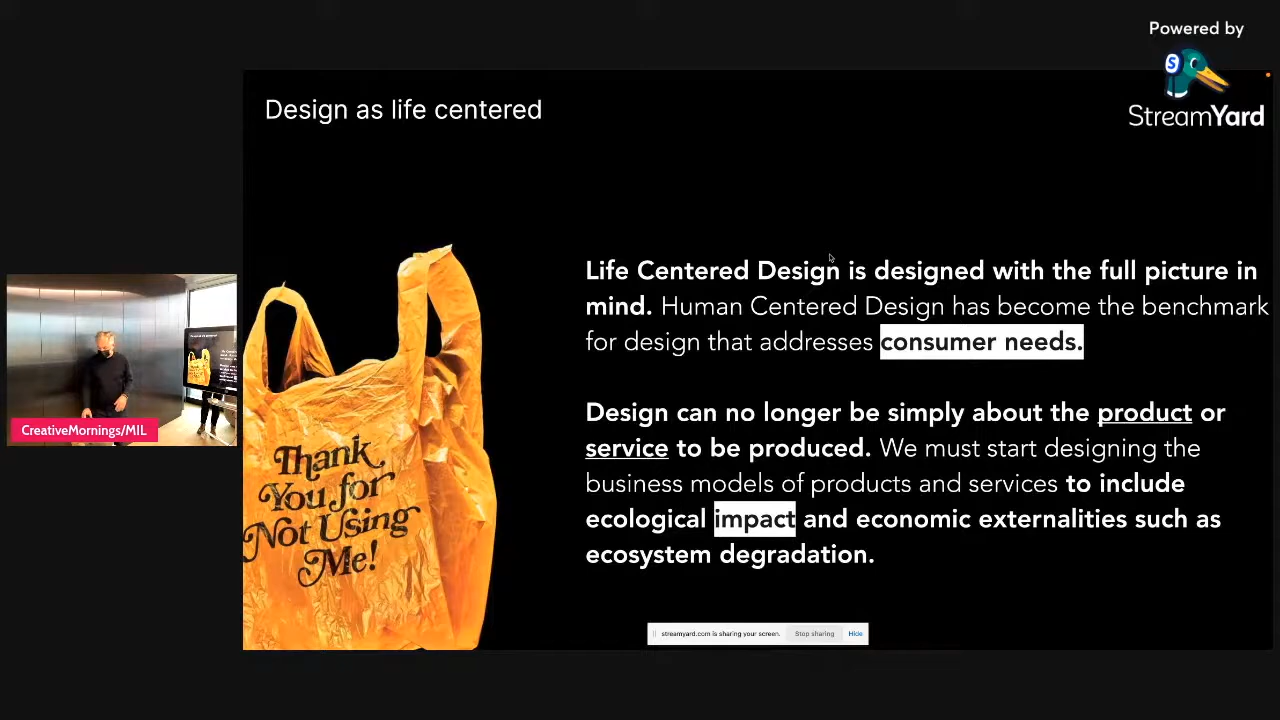 Powered by
StreamYard
Design as life centered
Life Centered Design is designed with the full picture in
mind. Human Centered Design has become the benchmark
for design that addresses consumer needs.
Design can no longer be simply about the product or
service to be produced. We must start designing the
business models of products and services to include
ecological impact and economic externalities such as
ecosystem degradation.
Thank
You for
Not Using
Me!
CreativeMornings/MIL
streamyard.com is sharing your screen.
Stop sharing
Hide